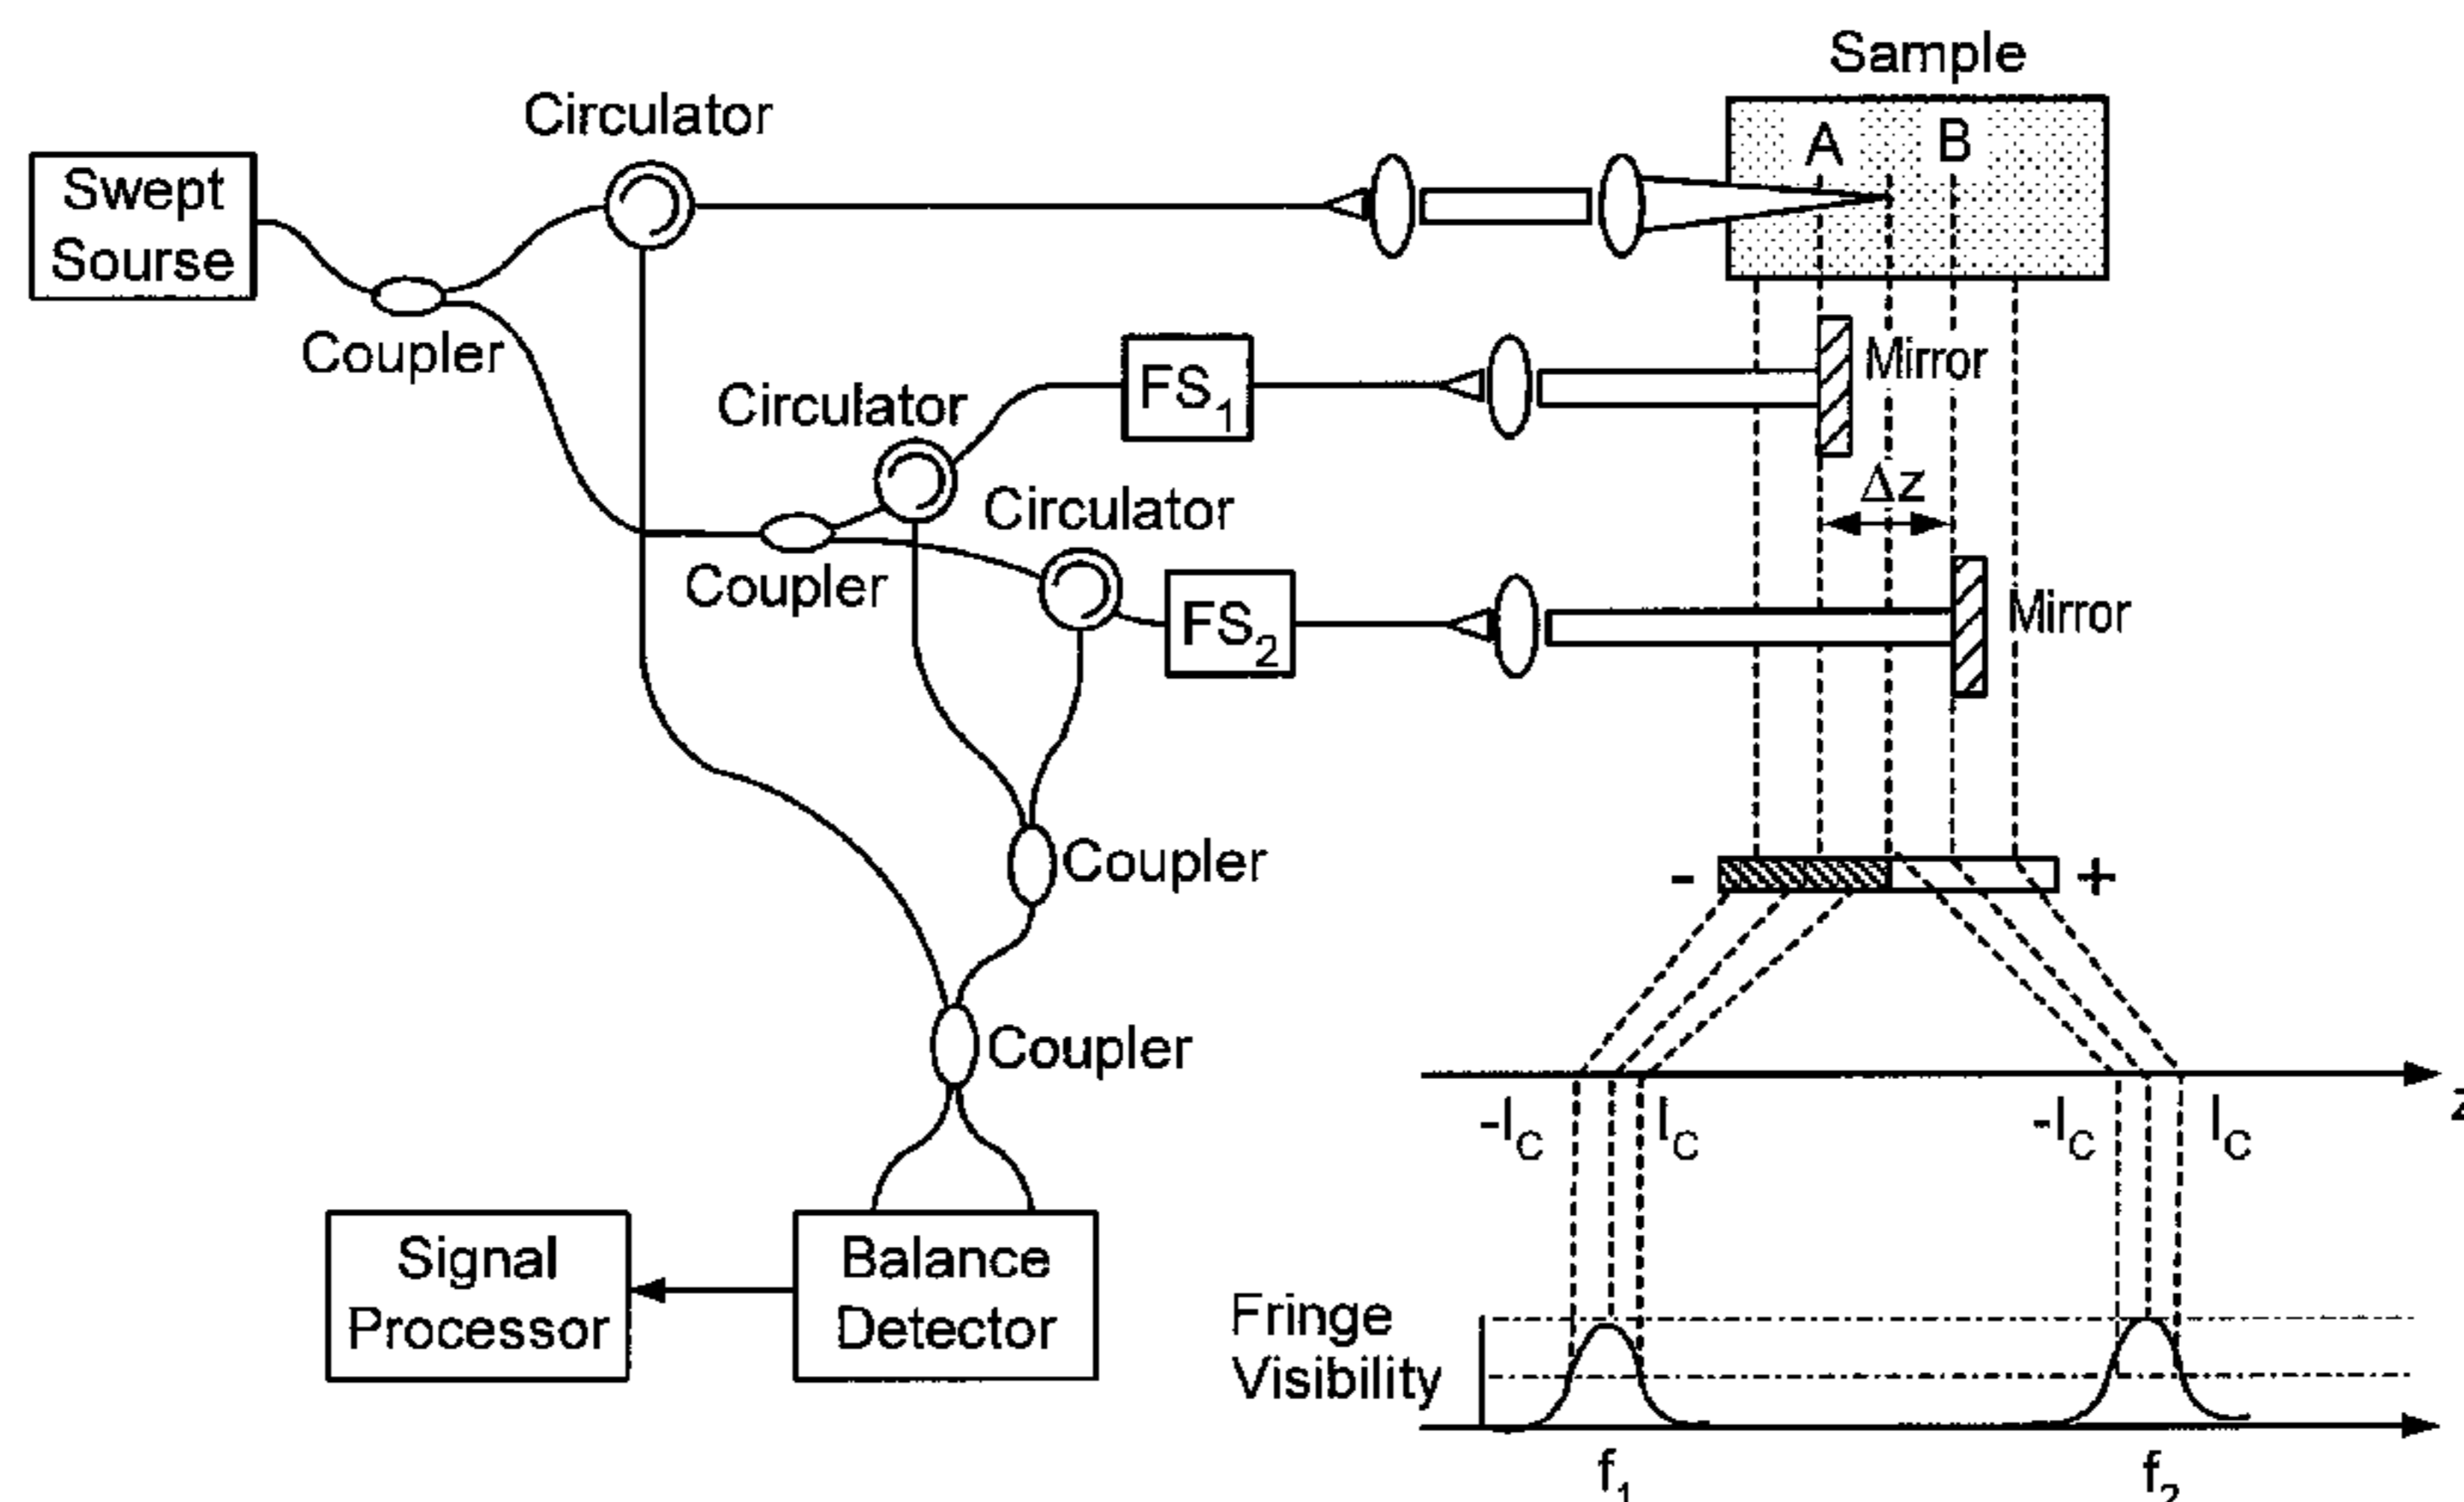 Sample
Circulator
A
B
Swept
Sourse
Coupler
FS1
Mirror
Circulator
Δz
Circulator
Coupler
FS2
Mirror
-
+
Coupler
Coupler
z
-lC
lC
-lC
lC
Signal
Processor
Balance
Detector
Fringe
Visibility
f1
f2